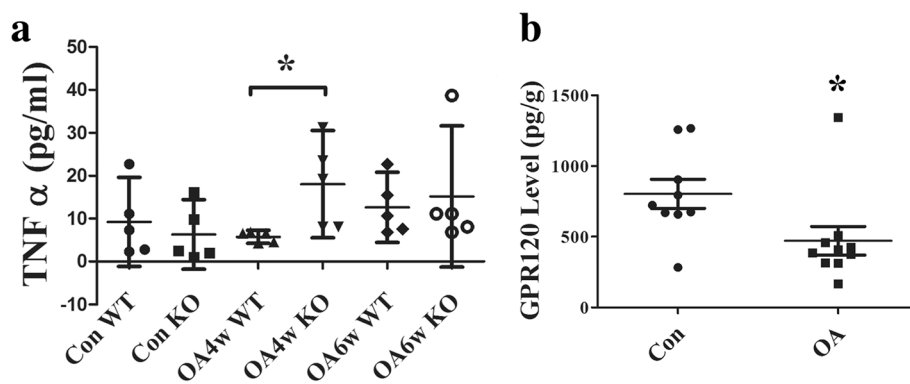 a
TNF α (pg/ml)
50
40
30
20
10
0
-10
*
Con WT
Con KO
OA4w WT
OA4w KO
OA6w WT
OA6w KO
b
GPR120 Level (pg/g)
1500
1000
500
0
*
Con
OA